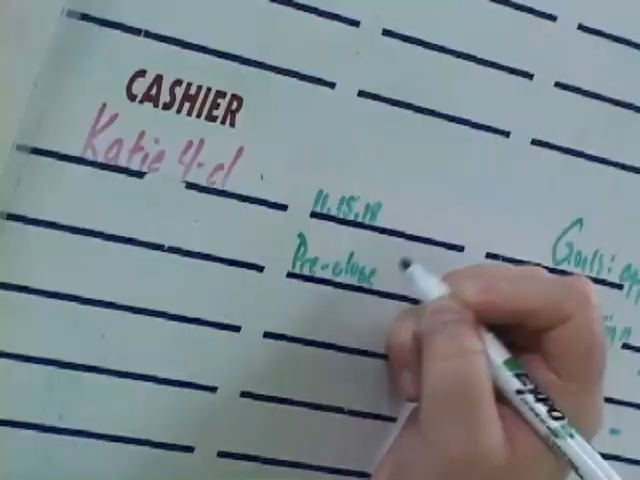 CASHIER
Katie 4-cl
11.15.18
Pre-close
Goals:
EXPO